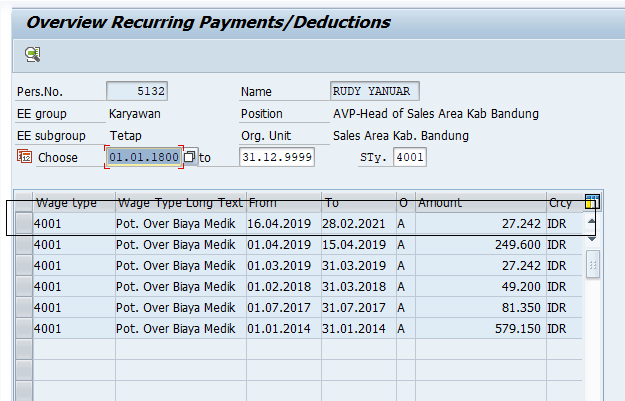 Overview Recurring Payments/Deductions
Pers.No. 5132 Name RUDY YANUAR
EE group Karyawan Position AVP-Head of Sales Area Kab Bandung
EE subgroup Tetap Org. Unit Sales Area Kab. Bandung
Choose 01.01.1800 to 31.12.9999 STy. 4001
Wage type Wage Type Long Text From To O Amount Crcy
4001 Pot. Over Biaya Medik 16.04.2019 28.02.2021 A 27.242 IDR
4001 Pot. Over Biaya Medik 01.04.2019 15.04.2019 A 249.600 IDR
4001 Pot. Over Biaya Medik 01.03.2019 31.03.2019 A 27.242 IDR
4001 Pot. Over Biaya Medik 01.02.2018 31.03.2018 A 49.200 IDR
4001 Pot. Over Biaya Medik 01.07.2017 31.07.2017 A 81.350 IDR
4001 Pot. Over Biaya Medik 01.01.2014 31.01.2014 A 579.150 IDR